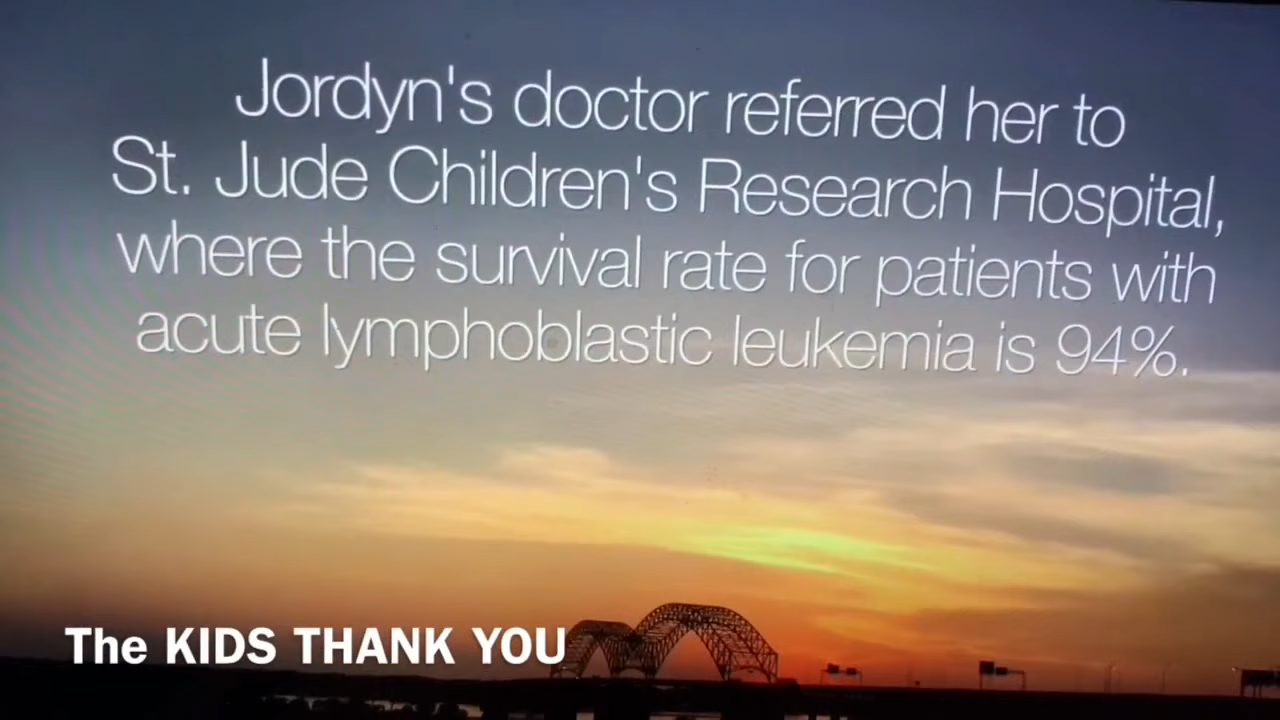 Jordyn's doctor referred her to
St. Jude Children's Research Hospital,
where the survival rate for patients with
acute lymphoblastic leukemia is 94%.
The KIDS THANK YOU